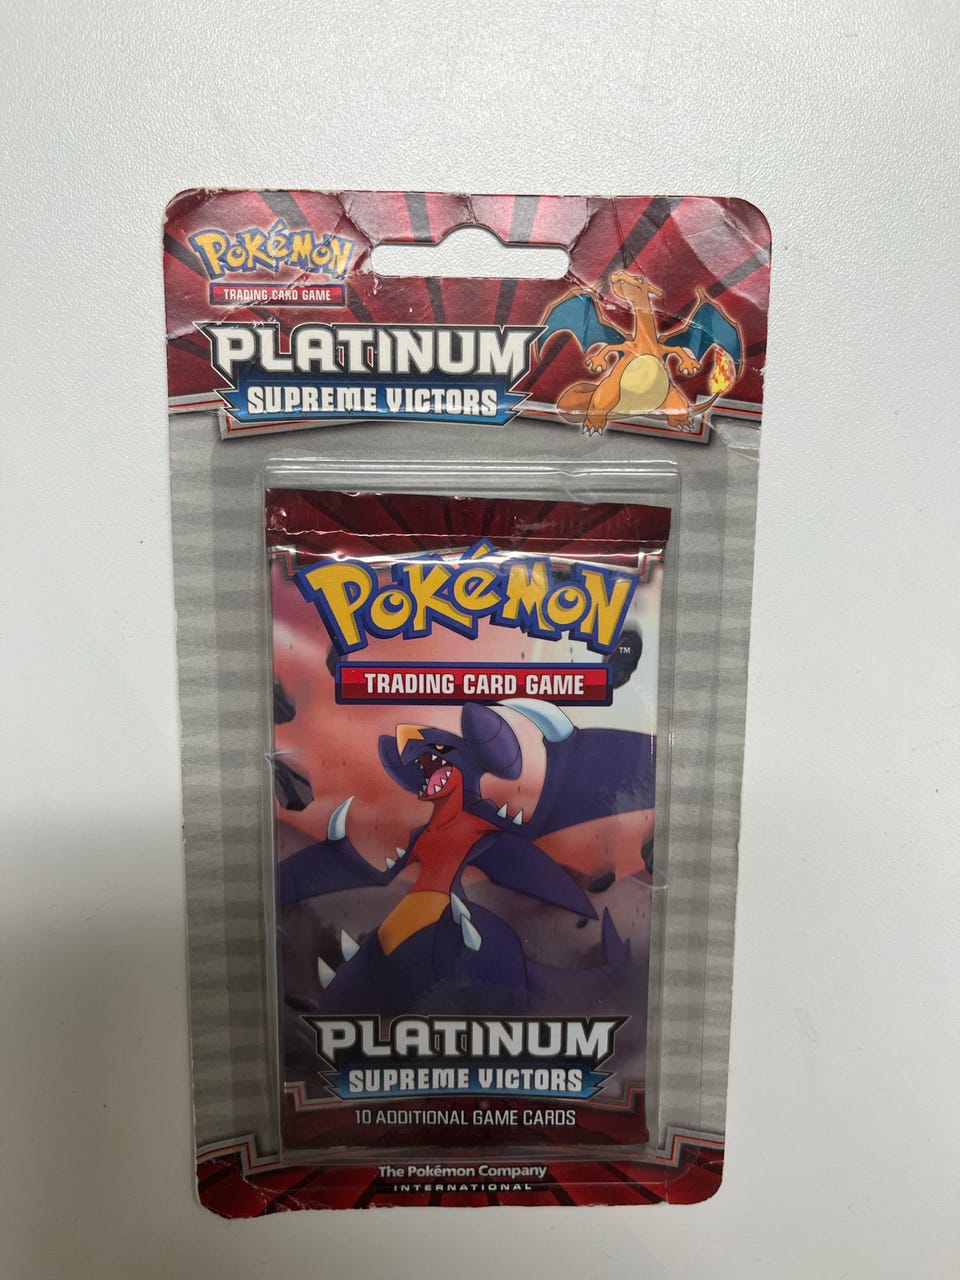 POKéMON
TRADING CARD GAME
PLATINUM
SUPREME VICTORS
POKéMON
TM
TRADING CARD GAME
PLATINUM
SUPREME VICTORS
10 ADDITIONAL GAME CARDS
The Pokémon Company
INTERNATIONAL